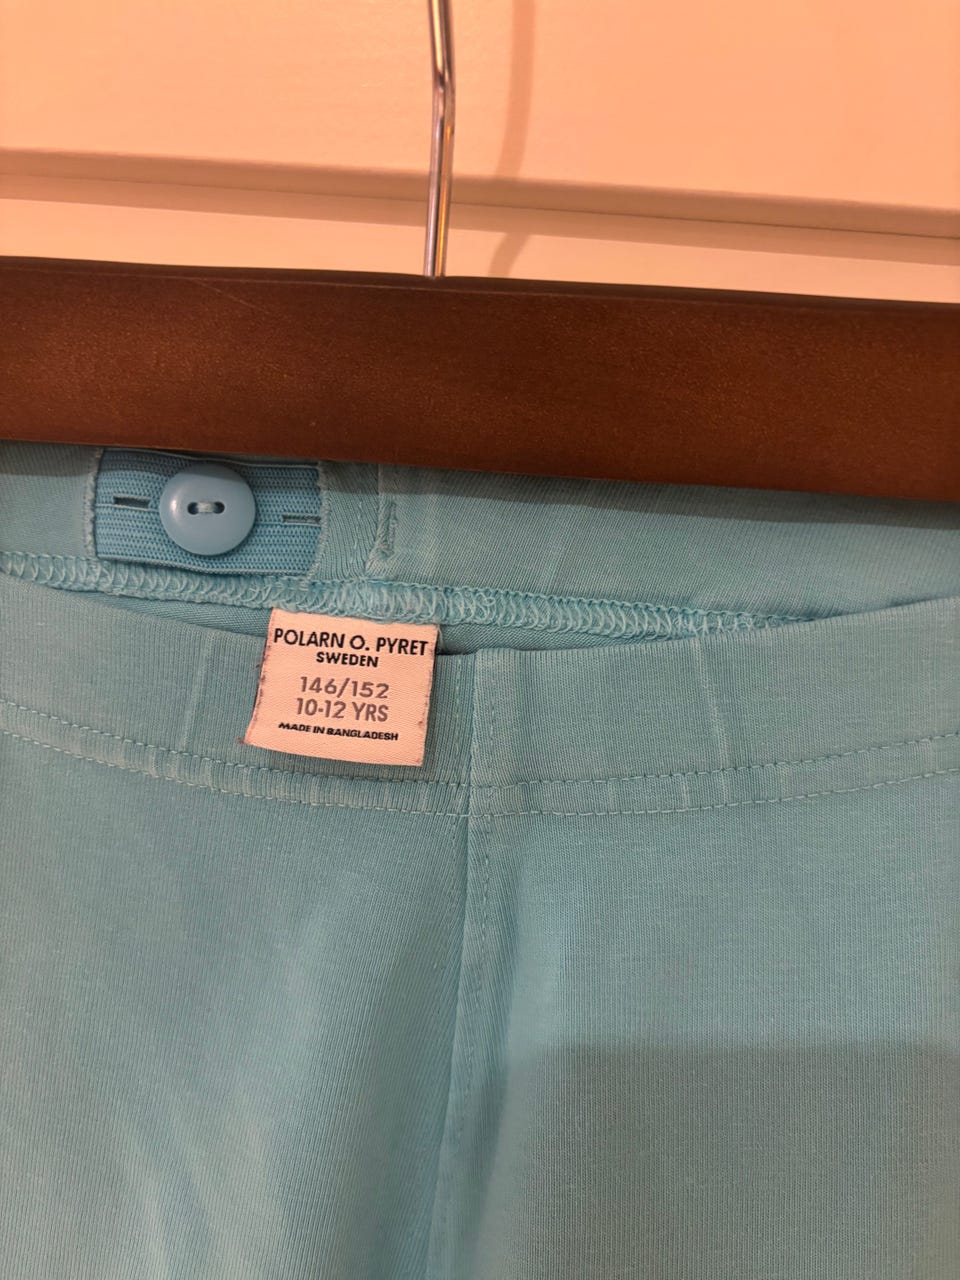 POLARN O. PYRET
SWEDEN
146/152
10-12 YRS
MADE IN BANGLADESH